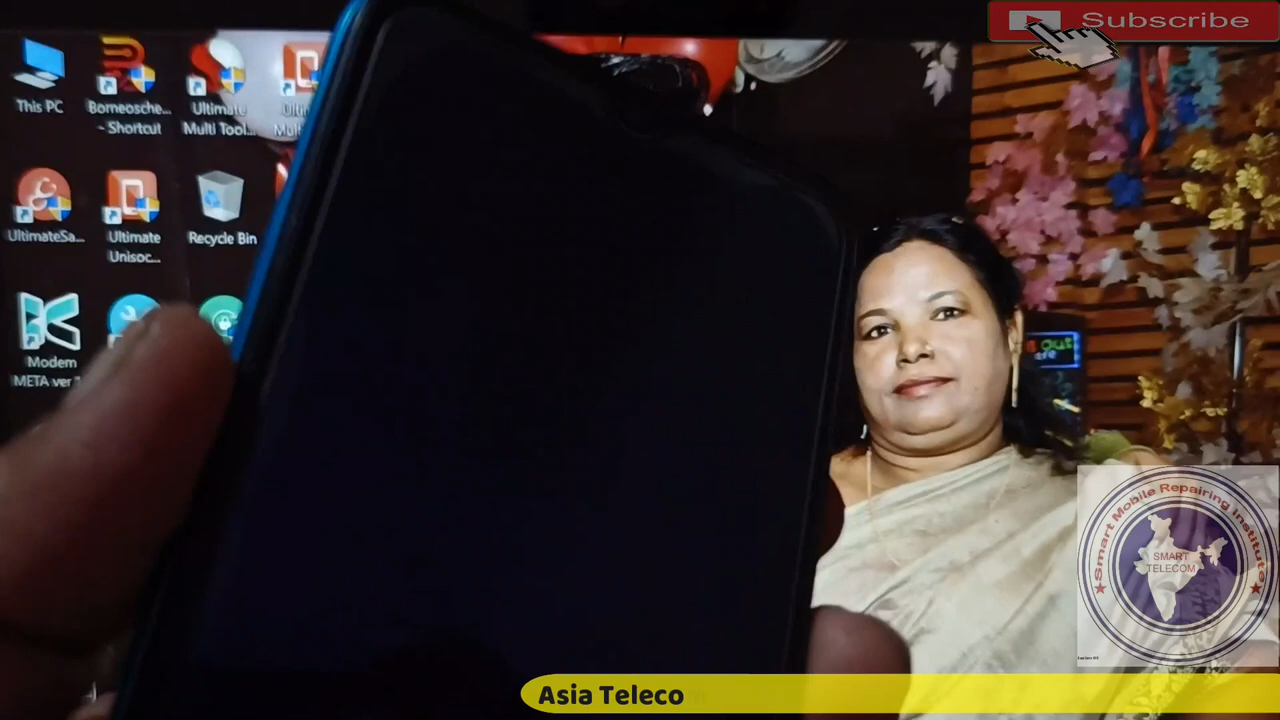 Subscribe
This PC
Borneosche...
- Shortcut
Ultimate
Multi Tool...
UltimateSa...
Ultimate
Unisoc...
Recycle Bin
Modem
META ver
Smart Mobile Repairing Institute
SMART
TELECOM
Asia Teleco